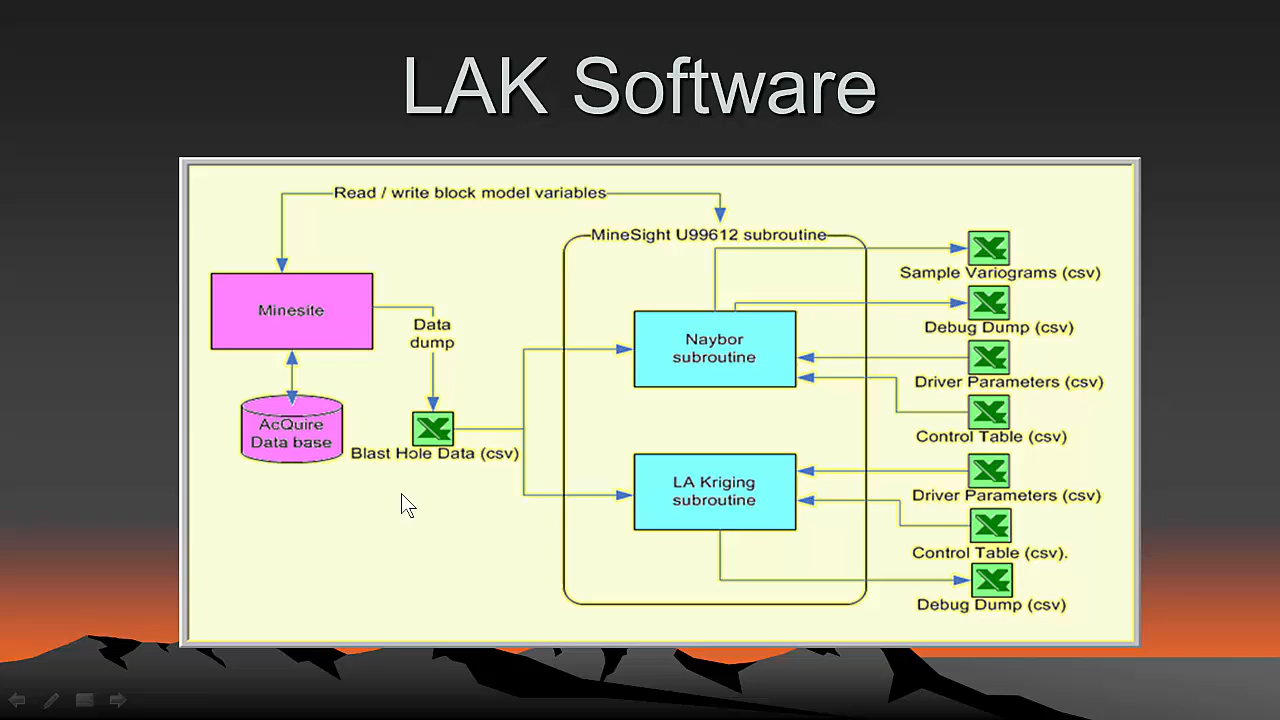 LAK Software
Read / write block model variables
MineSight U99612 subroutine
Minesite
Data
dump
AcQuire
Data base
Blast Hole Data (csv)
Naybor
subroutine
LA Kriging
subroutine
Sample Variograms (csv)
Debug Dump (csv)
Driver Parameters (csv)
Control Table (csv)
Driver Parameters (csv)
Control Table (csv).
Debug Dump (csv)